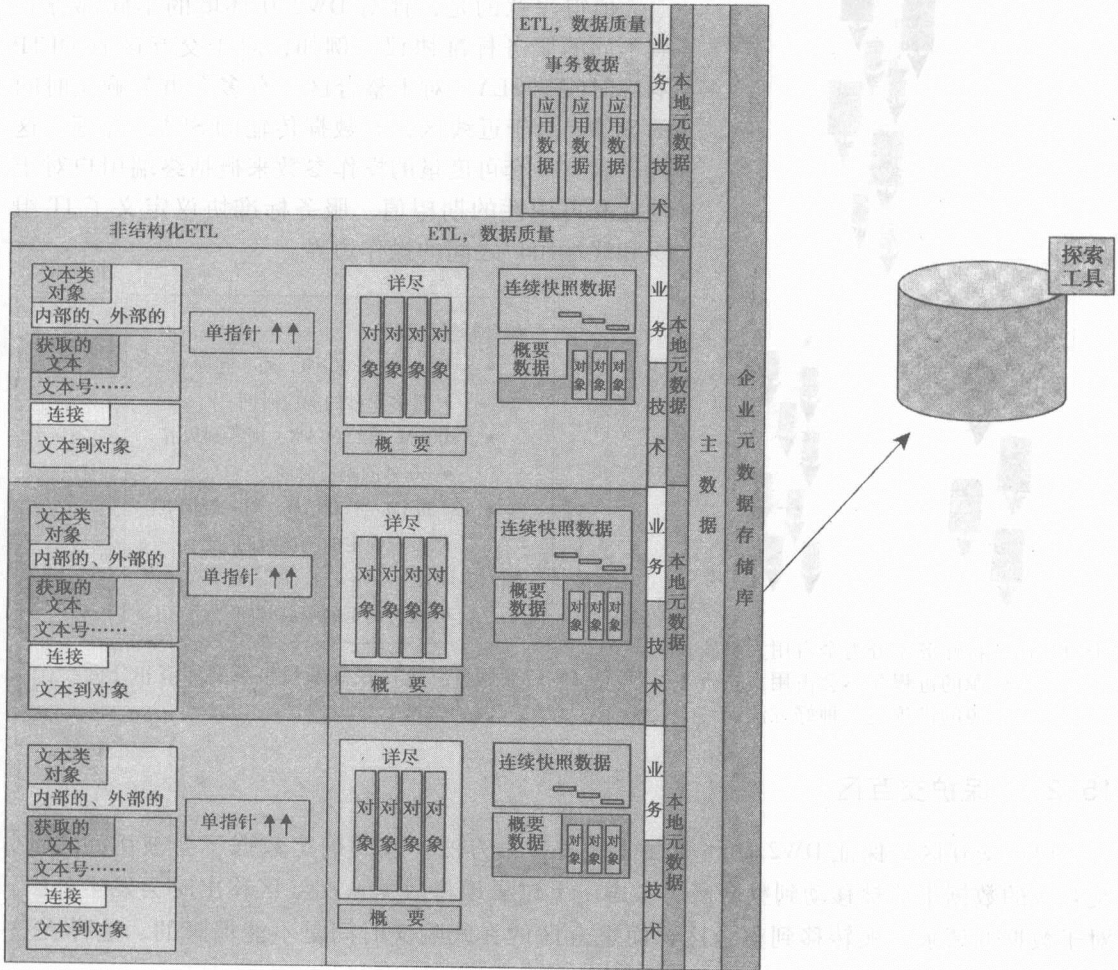 ETL，数据质量
事务数据
应用数据
应用数据
应用数据
业务
技术
本地元数据
非结构化ETL
ETL，数据质量
文本类
对象
内部的、外部的
获取的
文本
文本号……
连接
文本到对象
单指针
详尽
对象
对象
对象
对象
概 要
连续快照数据
概要
数据
对象
对象
对象
业务
技术
本地元数据
文本类
对象
内部的、外部的
获取的
文本
文本号……
连接
文本到对象
单指针
详尽
对象
对象
对象
对象
概 要
连续快照数据
概要
数据
对象
对象
对象
业务
技术
本地元数据
文本类
对象
内部的、外部的
获取的
文本
文本号……
连接
文本到对象
单指针
详尽
对象
对象
对象
对象
概 要
连续快照数据
概要
数据
对象
对象
对象
业务
技术
本地元数据
主数据
企业元数据存储库
探索
工具